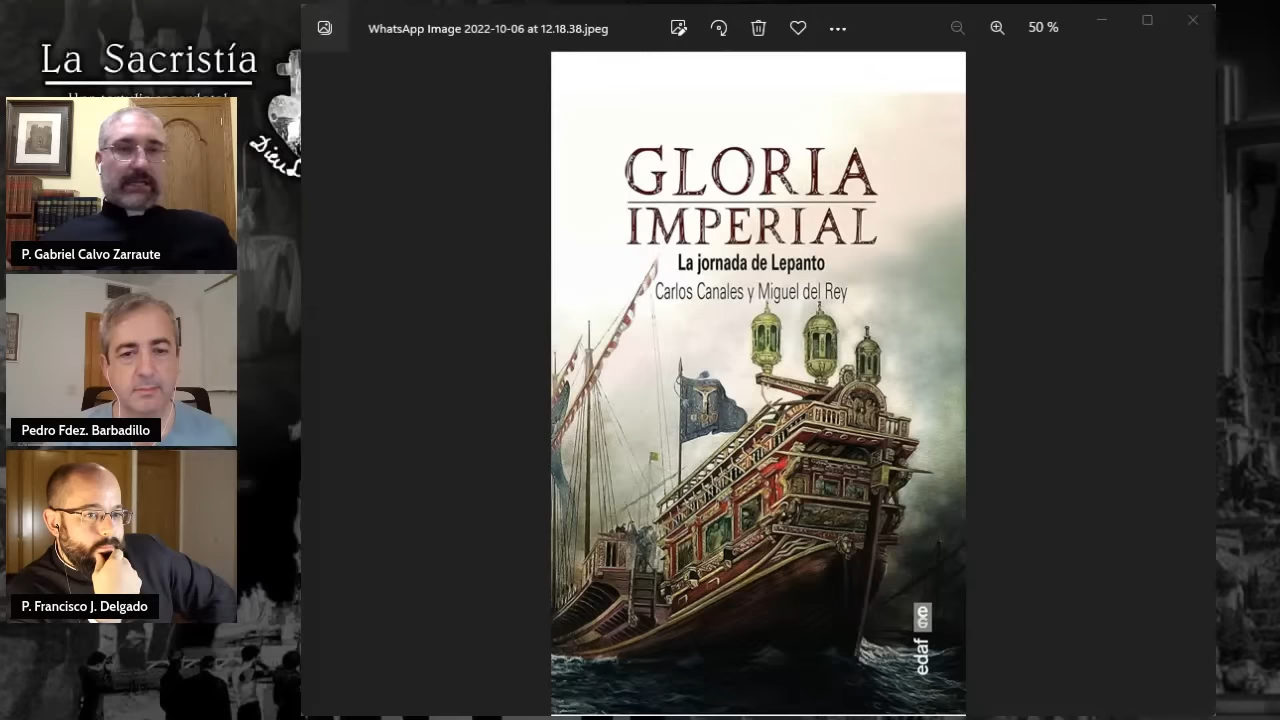 La Sacristía
P. Gabriel Calvo Zarraute
Pedro Fdez. Barbadillo
P. Francisco J. Delgado
WhatsApp Image 2022-10-06 at 12.18.38.jpeg
50 %
GLORIA
IMPERIAL
La jornada de Lepanto
Carlos Canales y Miguel del Rey
edaf